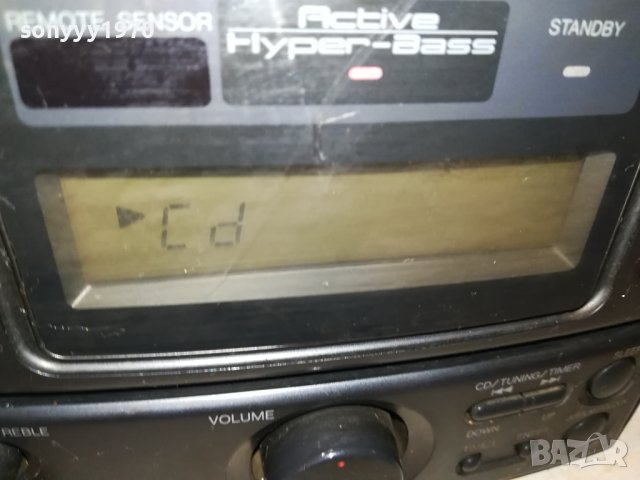 REMOTE SENSOR
sonyyy1970
Active
Hyper-Bass
STANDBY
Cd
CD/TUNING/TIMER
VOLUME
REBLE
DOWN
UP
bazar